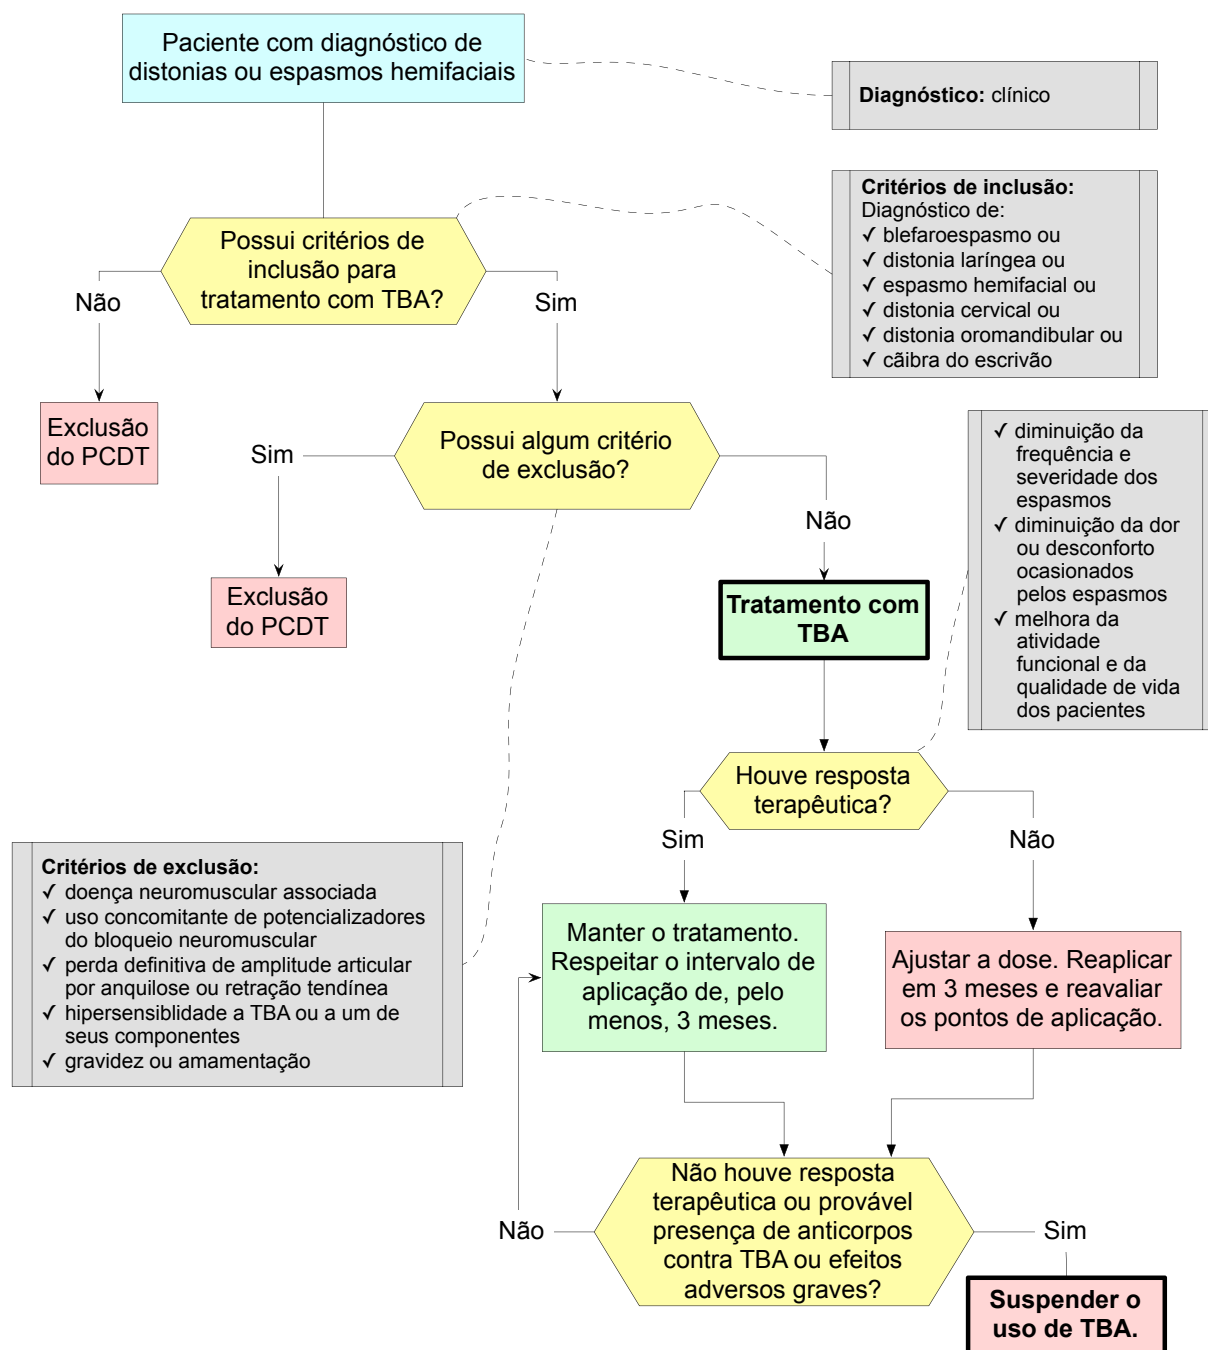 Paciente com diagnóstico de
distonias ou espasmos hemifaciais
Diagnóstico: clínico
Critérios de inclusão:
Diagnóstico de:
✓ blefaroespasmo ou
✓ distonia laríngea ou
✓ espasmo hemifacial ou
✓ distonia cervical ou
✓ distonia oromandibular ou
✓ cãibra do escrivão
Possui critérios de
inclusão para
tratamento com TBA?
Não
Sim
Exclusão
do PCDT
Possui algum critério
de exclusão?
Sim
Não
Exclusão
do PCDT
✓ diminuição da
frequência e
severidade dos
espasmos
✓ diminuição da dor
ou desconforto
ocasionados
pelos espasmos
✓ melhora da
atividade
funcional e da
qualidade de vida
dos pacientes
Tratamento com
TBA
Houve resposta
terapêutica?
Sim
Não
Critérios de exclusão:
✓ doença neuromuscular associada
✓ uso concomitante de potencializadores
do bloqueio neuromuscular
✓ perda definitiva de amplitude articular
por anquilose ou retração tendínea
✓ hipersensiblidade a TBA ou a um de
seus componentes
✓ gravidez ou amamentação
Manter o tratamento.
Respeitar o intervalo de
aplicação de, pelo
menos, 3 meses.
Ajustar a dose. Reaplicar
em 3 meses e reavaliar
os pontos de aplicação.
Não houve resposta
terapêutica ou provável
presença de anticorpos
contra TBA ou efeitos
adversos graves?
Não
Sim
Suspender o
uso de TBA.